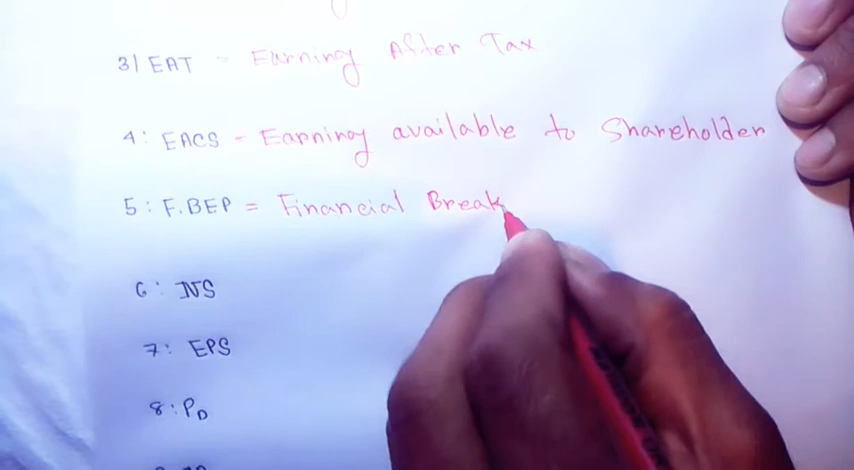 3) EAT = Earning After Tax
4: EACS - Earning available to Shareholder
5: F.BEP = Financial Break
6: NS
7: EPS
8: PD